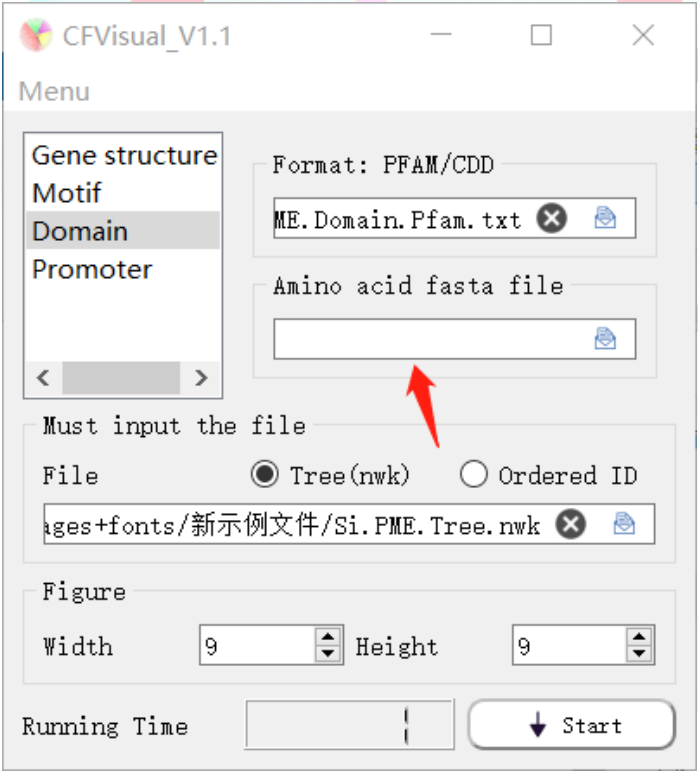 CFVisual_V1.1
Menu
Gene structure
Motif
Domain
Promoter
Format: PFAM/CDD
ME.Domain.Pfam.txt
Amino acid fasta file
Must input the file
File Tree(nwk) Ordered ID
ages+fonts/新示例文件/Si.PME.Tree.nwk
Figure
Width 9 Height 9
Running Time Start